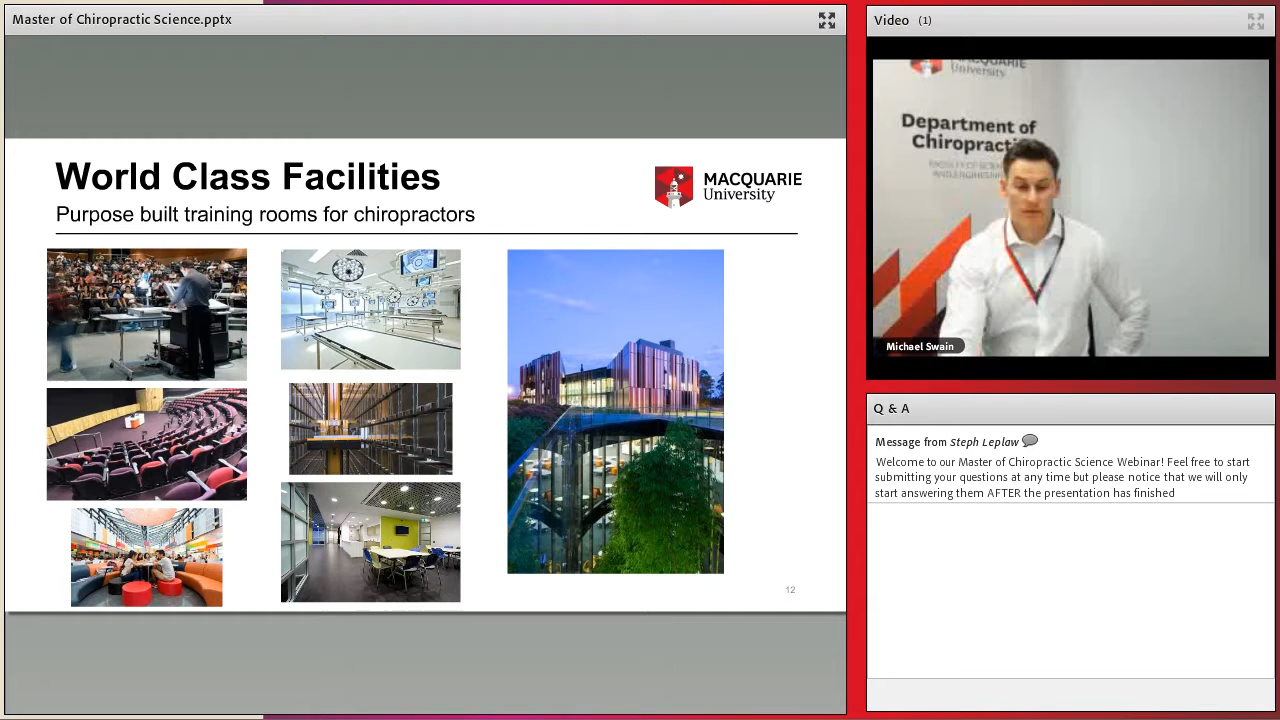 Master of Chiropractic Science.pptx
World Class Facilities
Purpose built training rooms for chiropractors
MACQUARIE
University
12
Video (1)
MACQUARIE
University
Department of
Chiropracti
Michael Swain
Q & A
Message from Steph Leplaw
Welcome to our Master of Chiropractic Science Webinar! Feel free to start
submitting your questions at any time but please notice that we will only
start answering them AFTER the presentation has finished